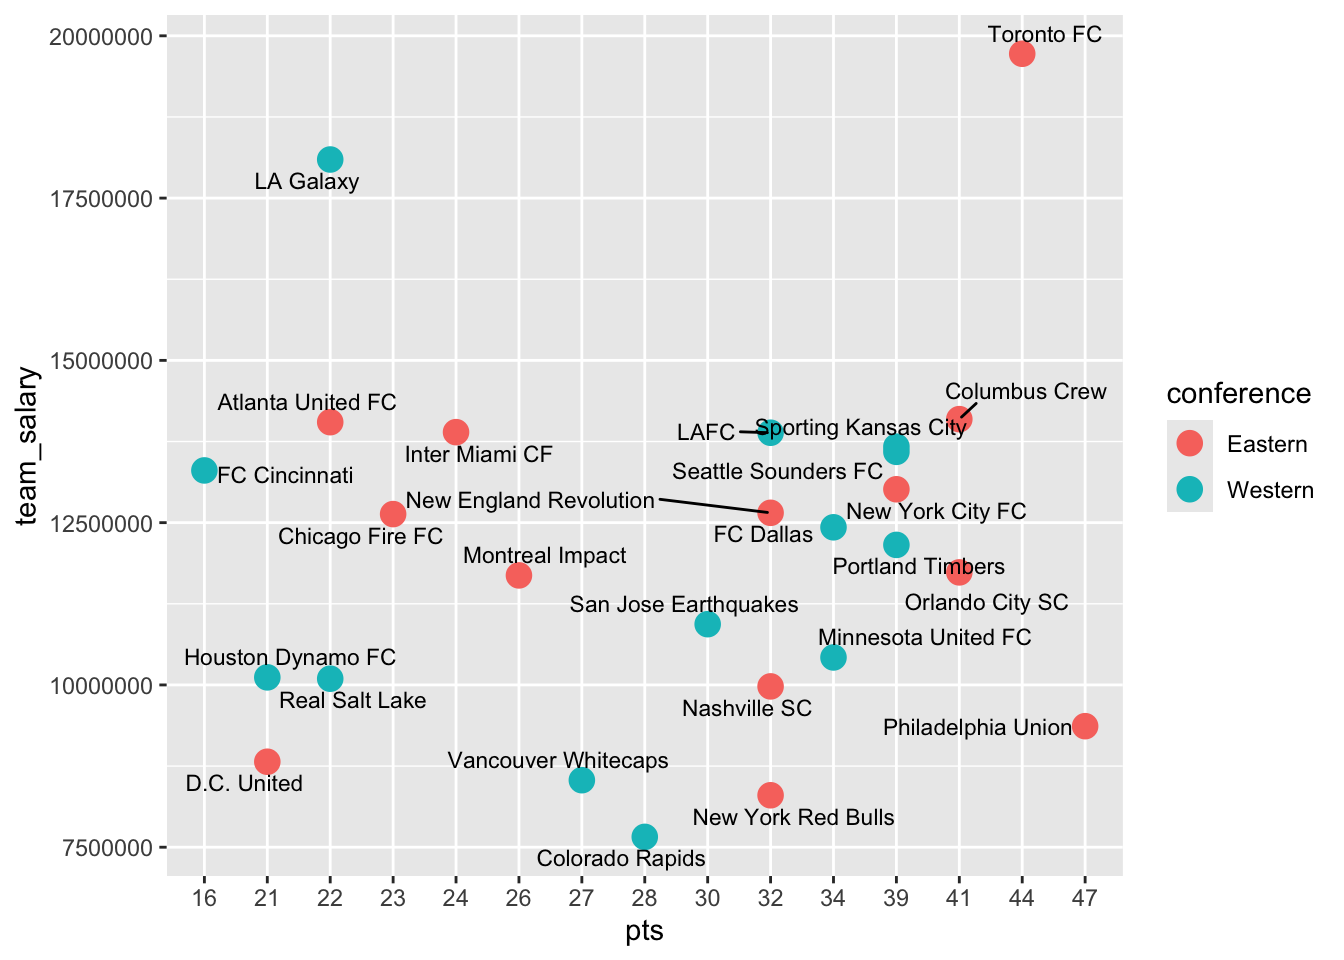 20000000
17500000
15000000
12500000
10000000
7500000
team_salary
Toronto FC
LA Galaxy
Columbus Crew
Atlanta United FC
Sporting Kansas City
LAFC
Inter Miami CF
Seattle Sounders FC
FC Cincinnati
New England Revolution
New York City FC
FC Dallas
Chicago Fire FC
Montreal Impact
Portland Timbers
Orlando City SC
San Jose Earthquakes
Minnesota United FC
Houston Dynamo FC
Real Salt Lake
Nashville SC
Philadelphia Union
Vancouver Whitecaps
D.C. United
New York Red Bulls
Colorado Rapids
16 21 22 23 24 26 27 28 30 32 34 39 41 44 47
pts
conference
Eastern
Western